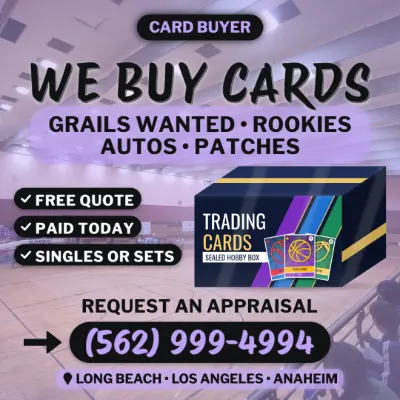 CARD BUYER
WE BUY CARDS
GRAILS WANTED • ROOKIES
AUTOS • PATCHES
✓ FREE QUOTE
✓ PAID TODAY
✓ SINGLES OR SETS
TRADING
CARDS
SEALED HOBBY BOX
REQUEST AN APPRAISAL
→ (562) 999-4994
LONG BEACH • LOS ANGELES • ANAHEIM